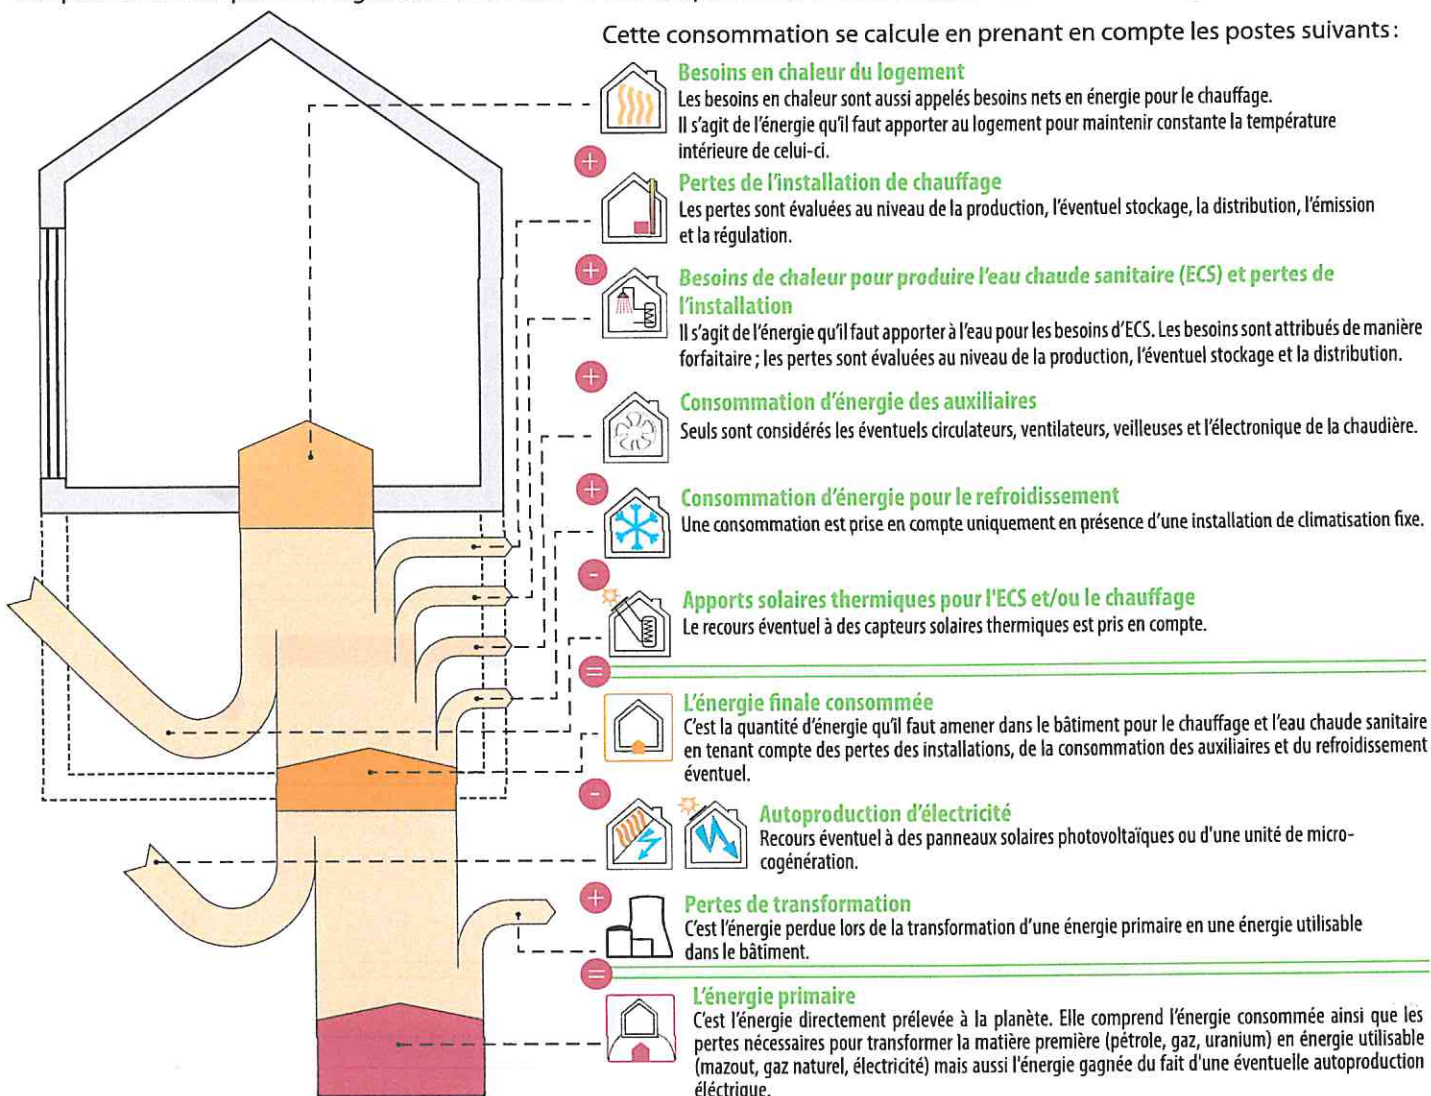 Cette consommation se calcule en prenant en compte les postes suivants :
Besoins en chaleur du logement
Les besoins en chaleur sont aussi appelés besoins nets en énergie pour le chauffage.
Il s'agit de l'énergie qu'il faut apporter au logement pour maintenir constante la température
intérieure de celui-ci.
+
Pertes de l'installation de chauffage
Les pertes sont évaluées au niveau de la production, l'éventuel stockage, la distribution, l'émission
et la régulation.
+
Besoins de chaleur pour produire l'eau chaude sanitaire (ECS) et pertes de
l'installation
Il s'agit de l'énergie qu'il faut apporter à l'eau pour les besoins d'ECS. Les besoins sont attribués de manière
forfaitaire ; les pertes sont évaluées au niveau de la production, l'éventuel stockage et la distribution.
+
Consommation d'énergie des auxiliaires
Seuls sont considérés les éventuels circulateurs, ventilateurs, veilleuses et l'électronique de la chaudière.
+
Consommation d'énergie pour le refroidissement
Une consommation est prise en compte uniquement en présence d'une installation de climatisation fixe.
-
Apports solaires thermiques pour l'ECS et/ou le chauffage
Le recours éventuel à des capteurs solaires thermiques est pris en compte.
=
L'énergie finale consommée
C'est la quantité d'énergie qu'il faut amener dans le bâtiment pour le chauffage et l'eau chaude sanitaire
en tenant compte des pertes des installations, de la consommation des auxiliaires et du refroidissement
éventuel.
-
Autoproduction d'électricité
Recours éventuel à des panneaux solaires photovoltaïques ou d'une unité de micro-
cogénération.
+
Pertes de transformation
C'est l'énergie perdue lors de la transformation d'une énergie primaire en une énergie utilisable
dans le bâtiment.
=
L'énergie primaire
C'est l'énergie directement prélevée à la planète. Elle comprend l'énergie consommée ainsi que les
pertes nécessaires pour transformer la matière première (pétrole, gaz, uranium) en énergie utilisable
(mazout, gaz naturel, électricité) mais aussi l'énergie gagnée du fait d'une éventuelle autoproduction
éléctrique.